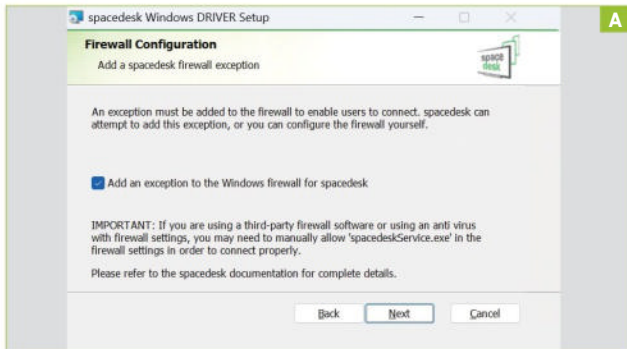 spacedesk Windows DRIVER Setup
A
Firewall Configuration
Add a spacedesk firewall exception
space
desk
An exception must be added to the firewall to enable users to connect. spacedesk can
attempt to add this exception, or you can configure the firewall yourself.
Add an exception to the Windows firewall for spacedesk
IMPORTANT: If you are using a third-party firewall software or using an anti virus
with firewall settings, you may need to manually allow 'spacedeskService.exe' in the
firewall settings in order to connect properly.
Please refer to the spacedesk documentation for complete details.
Back Next Cancel